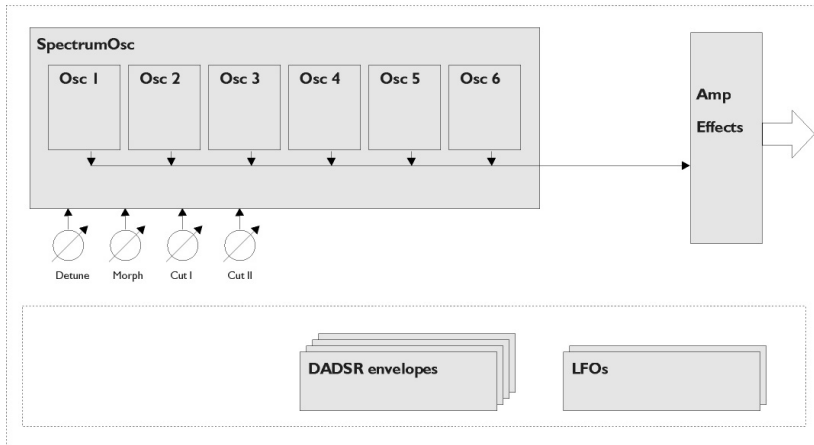 SpectrumOsc
Osc 1
Osc 2
Osc 3
Osc 4
Osc 5
Osc 6
Amp
Effects
Detune
Morph
Cut I
Cut II
DADSR envelopes
LFOs